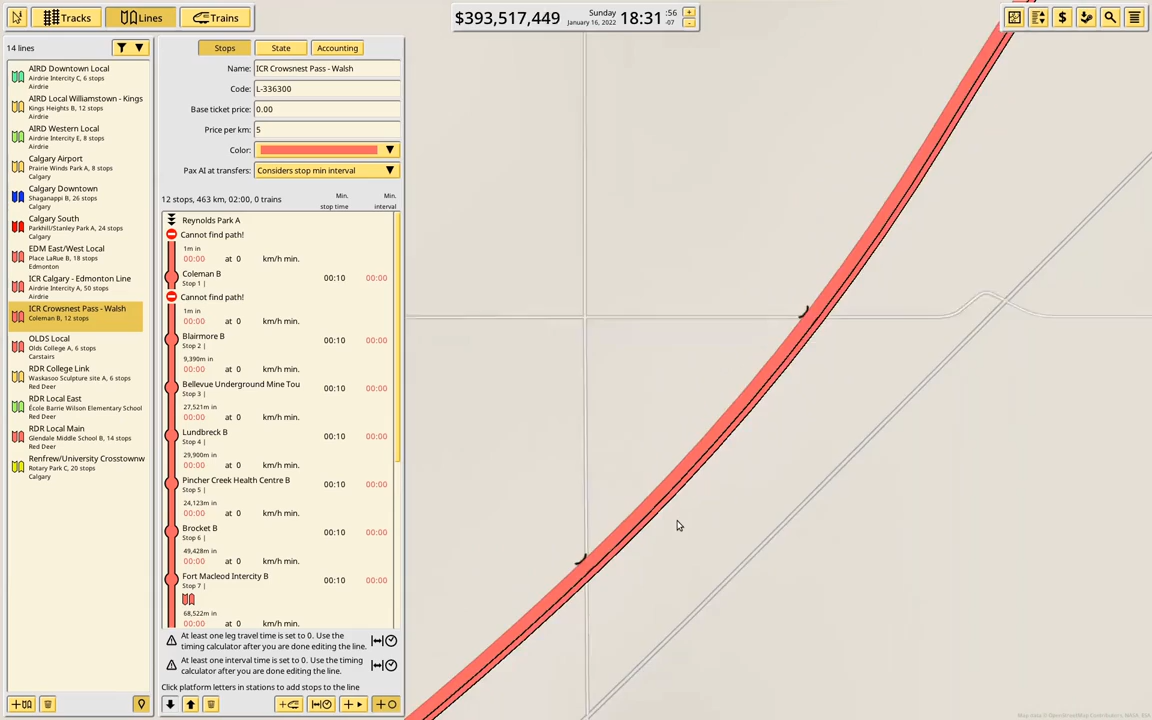 Tracks
Lines
Trains
$393,517,449
Sunday
January 16, 2022
18:31
:56
-07
+
-
$
14 lines
AIRD Downtown Local
Airdrie Intercity C, 6 stops
Airdrie
AIRD Local Williamstown - Kings
Kings Heights B, 12 stops
Airdrie
AIRD Western Local
Airdrie Intercity E, 8 stops
Airdrie
Calgary Airport
Prairie Winds Park A, 8 stops
Calgary
Calgary Downtown
Shaganappi B, 26 stops
Calgary
Calgary South
Parkhill/Stanley Park A, 24 stops
Calgary
EDM East/West Local
Place LaRue B, 18 stops
Edmonton
ICR Calgary - Edmonton Line
Airdrie Intercity A, 50 stops
Airdrie
ICR Crowsnest Pass - Walsh
Coleman B, 12 stops
OLDS Local
Olds College A, 6 stops
Carstairs
RDR College Link
Waskasoo Sculpture site A, 6 stops
Red Deer
RDR Local East
École Barrie Wilson Elementary School
Red Deer
RDR Local Main
Glendale Middle School B, 14 stops
Red Deer
Renfrew/University Crosstownw
Rotary Park C, 20 stops
Calgary
Stops
State
Accounting
Name: ICR Crowsnest Pass - Walsh
Code: L-336300
Base ticket price: 0.00
Price per km: 5
Color:
Pax AI at transfers: Considers stop min interval
12 stops, 463 km, 02:00, 0 trains
Min.
stop time
Min.
interval
Reynolds Park A
Cannot find path!
1m in
00:00 at 0 km/h min.
Coleman B 00:10 00:00
Stop 1 |
Cannot find path!
1m in
00:00 at 0 km/h min.
Blairmore B 00:10 00:00
Stop 2 |
9,390m in
00:00 at 0 km/h min.
Bellevue Underground Mine Tou 00:10 00:00
Stop 3 |
27,521m in
00:00 at 0 km/h min.
Lundbreck B 00:10 00:00
Stop 4 |
29,900m in
00:00 at 0 km/h min.
Pincher Creek Health Centre B 00:10 00:00
Stop 5 |
24,123m in
00:00 at 0 km/h min.
Brocket B 00:10 00:00
Stop 6 |
49,428m in
00:00 at 0 km/h min.
Fort Macleod Intercity B 00:10 00:00
Stop 7 |
68,522m in
00:00 at 0 km/h min.
At least one leg travel time is set to 0. Use the
timing calculator after you are done editing the line.
At least one interval time is set to 0. Use the timing
calculator after you are done editing the line.
Click platform letters in stations to add stops to the line
Map data © OpenStreetMap Contributors, NASA, ESA